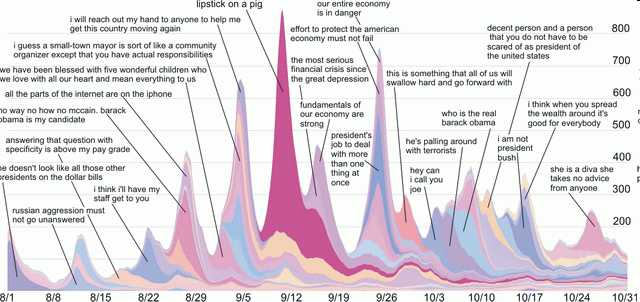 lipstick on a pig
our entire economy
is in danger
i will reach out my hand to anyone to help me
get this country moving again
effort to protect the american
economy must not fail
decent person and a person
that you do not have to be
scared of as president of
the united states
800
i guess a small-town mayor is sort of like a community
organizer except that you have actual responsibilities
the most serious
financial crisis since
the great depression
700
we have been blessed with five wonderful children who
we love with all our heart and mean everything to us
this is something that all of us will
swallow hard and go forward with
600
all the parts of the internet are on the iphone
fundamentals of
our economy are
strong
who is the real
barack obama
i think when you spread
the wealth around it's
good for everybody
500
no way no how no mccain. barack
obama is my candidate
president's
job to deal
with more
than one
thing at
once
he's palling around
with terrorists
i am not
president
bush
400
answering that question with
specificity is above my pay grade
he doesn't look like all those other
presidents on the dollar bills
i think i'll have my
staff get to you
hey can
i call you
joe
she is a diva she
takes no advice
from anyone
300
russian aggression must
not go unanswered
200
8/1
8/8
8/15
8/22
8/29
9/5
9/12
9/19
9/26
10/3
10/10
10/17
10/24